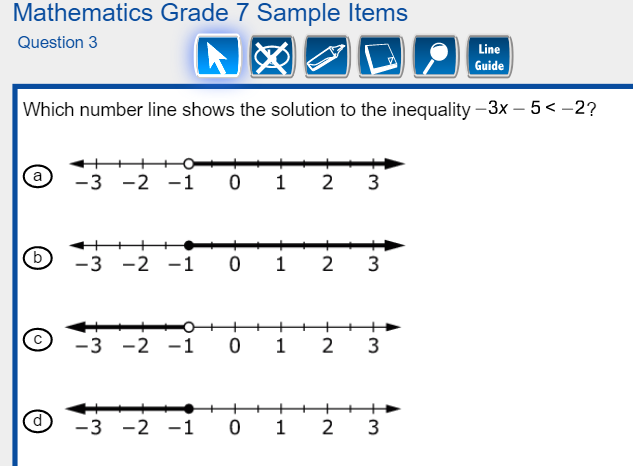 Mathematics Grade 7 Sample Items
Question 3
Line
Guide
Which number line shows the solution to the inequality −3x − 5 < −2?
a
−3 −2 −1 0 1 2 3
b
−3 −2 −1 0 1 2 3
c
−3 −2 −1 0 1 2 3
d
−3 −2 −1 0 1 2 3